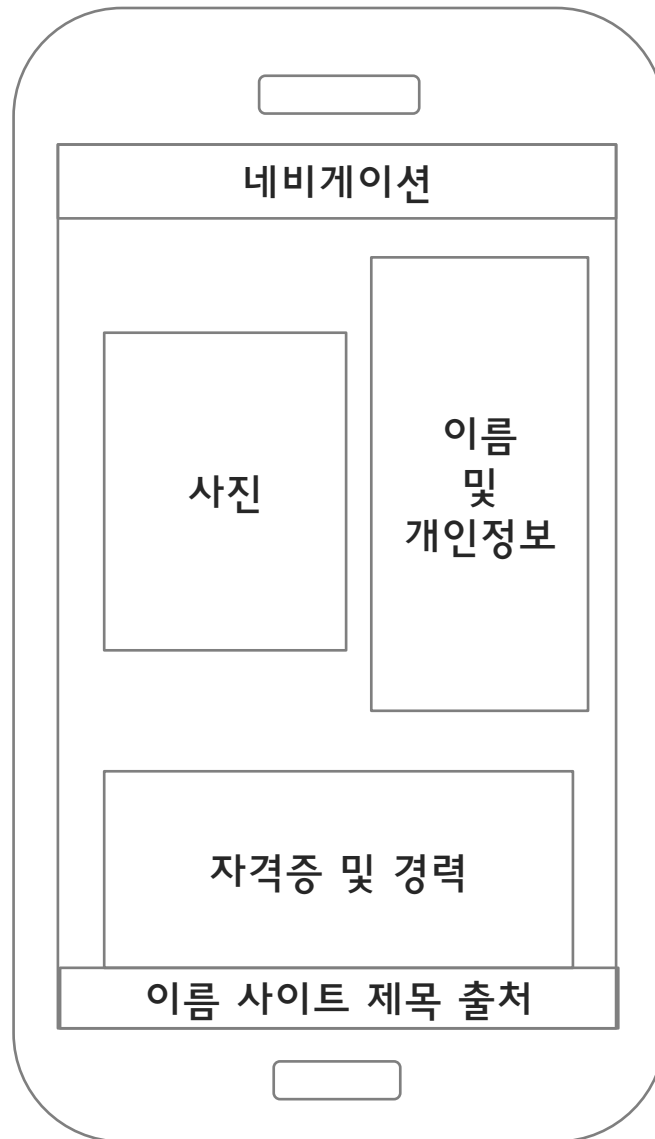 네비게이션
사진
이름
및
개인정보
자격증 및 경력
이름 사이트 제목 출처